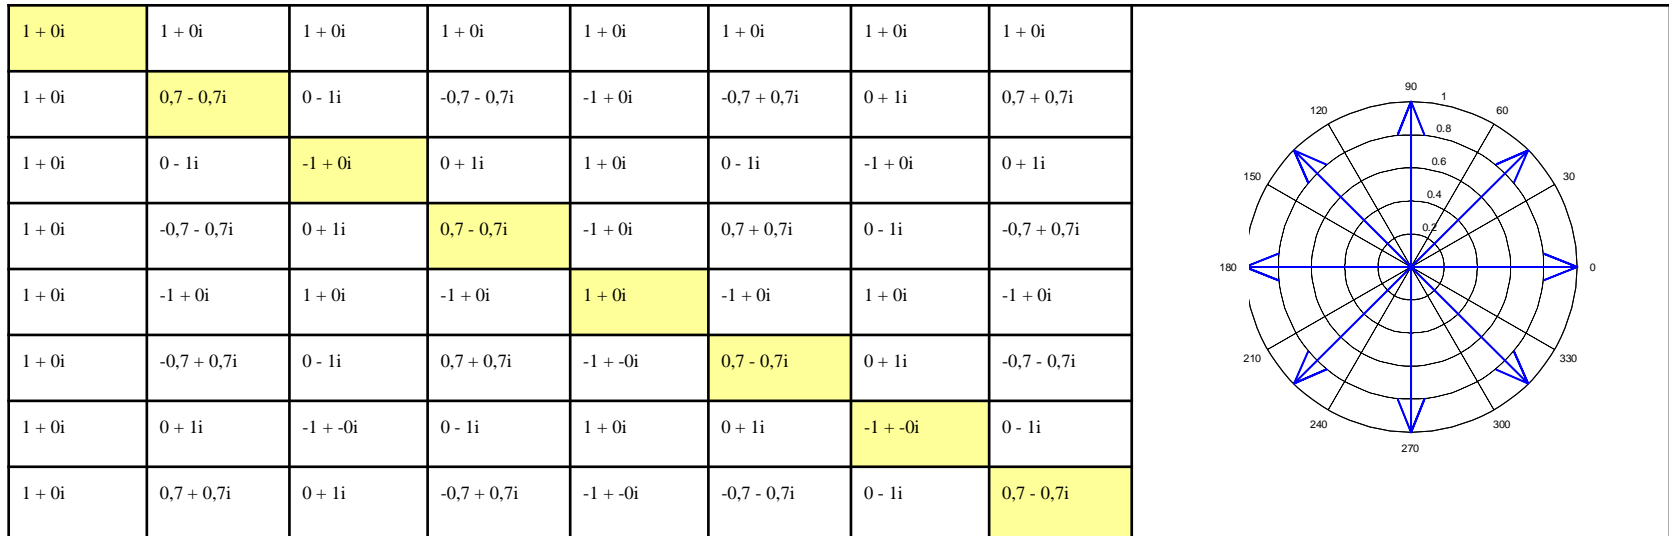 1 + 0i 1 + 0i 1 + 0i 1 + 0i 1 + 0i 1 + 0i 1 + 0i 1 + 0i
1 + 0i 0,7 - 0,7i 0 - 1i -0,7 - 0,7i -1 + 0i -0,7 + 0,7i 0 + 1i 0,7 + 0,7i
1 + 0i 0 - 1i -1 + 0i 0 + 1i 1 + 0i 0 - 1i -1 + 0i 0 + 1i
1 + 0i -0,7 - 0,7i 0 + 1i 0,7 - 0,7i -1 + 0i 0,7 + 0,7i 0 - 1i -0,7 + 0,7i
1 + 0i -1 + 0i 1 + 0i -1 + 0i 1 + 0i -1 + 0i 1 + 0i -1 + 0i
1 + 0i -0,7 + 0,7i 0 - 1i 0,7 + 0,7i -1 + -0i 0,7 - 0,7i 0 + 1i -0,7 - 0,7i
1 + 0i 0 + 1i -1 + -0i 0 - 1i 1 + 0i 0 + 1i -1 + -0i 0 - 1i
1 + 0i 0,7 + 0,7i 0 + 1i -0,7 + 0,7i -1 + -0i -0,7 - 0,7i 0 - 1i 0,7 - 0,7i
90 1
120 60
0.8
0.6
150 30
0.4
0.2
180 0
210 330
240 300
270